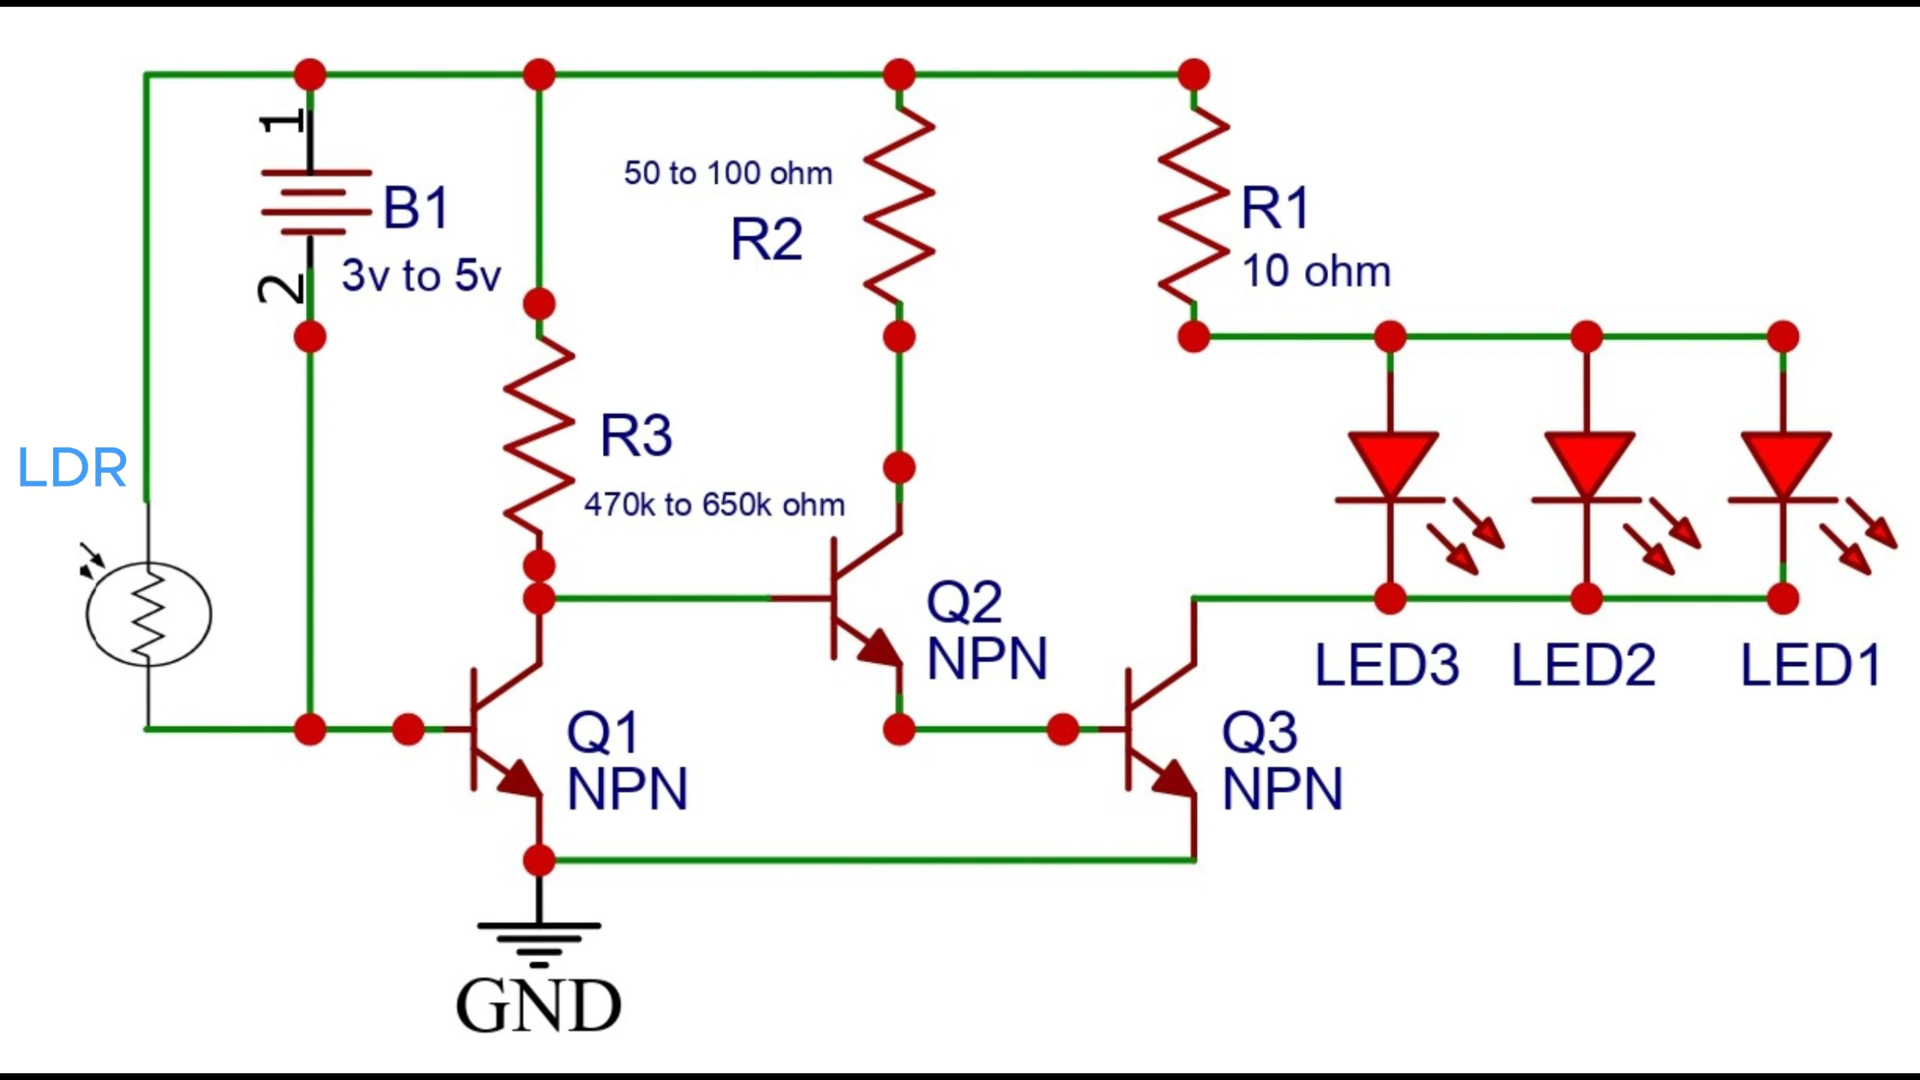 1
B1
3v to 5v
2
50 to 100 ohm
R2
R1
10 ohm
LDR
R3
470k to 650k ohm
Q2
NPN
LED3
LED2
LED1
Q1
NPN
Q3
NPN
GND